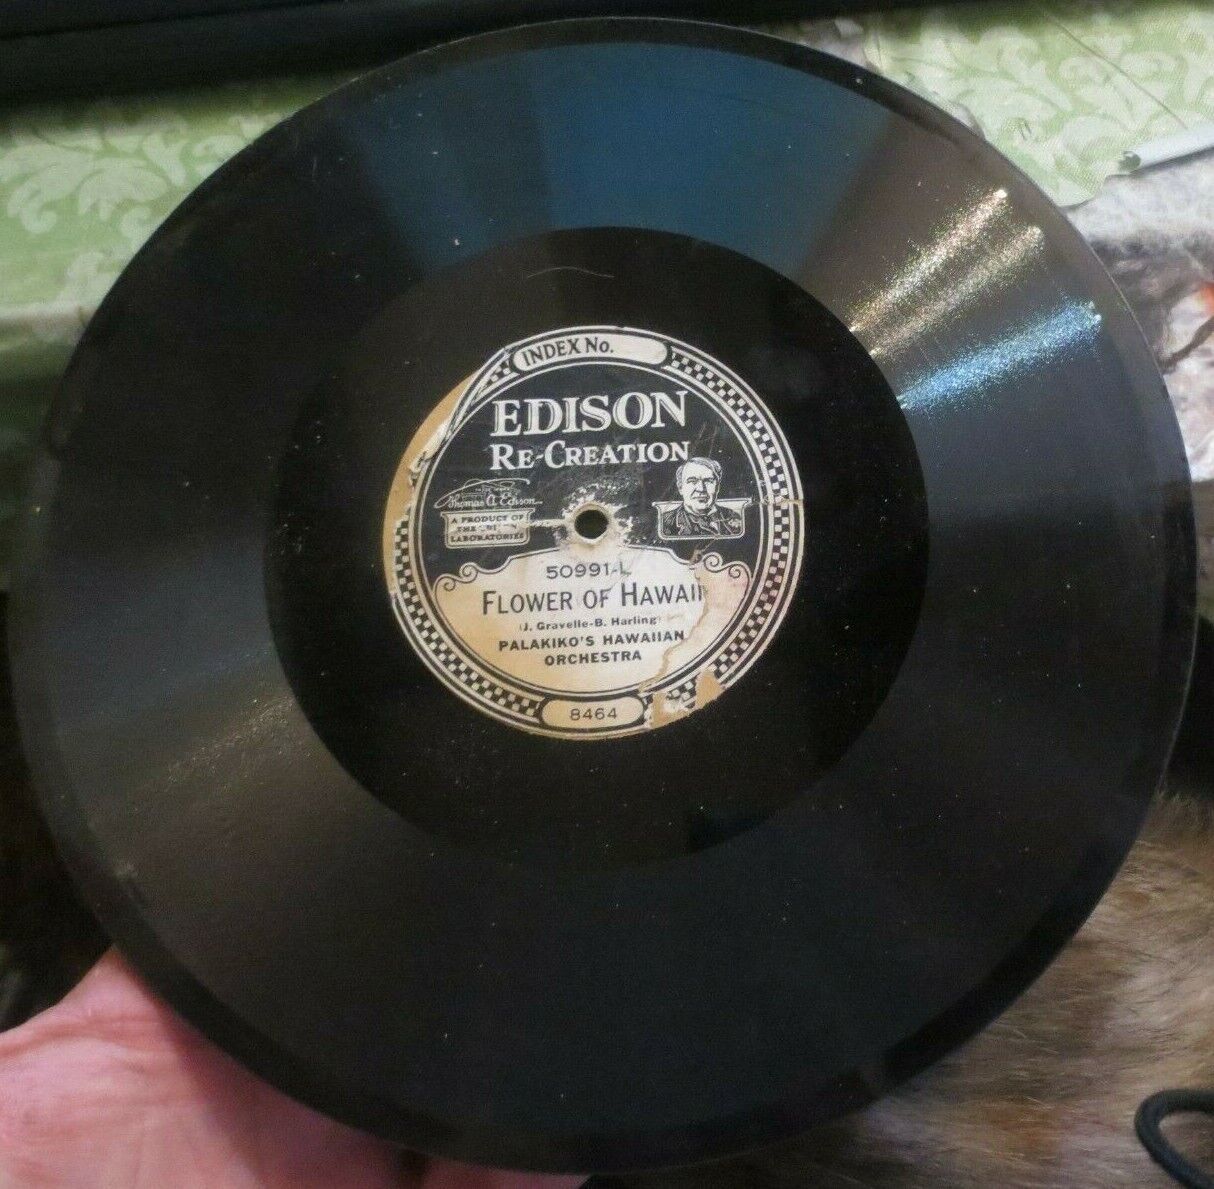 INDEX No.
EDISON
RE-CREATION
Thomas A. Edison
A PRODUCT OF
THE
LABORATORIES
50991-L
FLOWER OF HAWAII
(J. Gravelle-B. Harling)
PALAKIKO'S HAWAIIAN
ORCHESTRA
8464